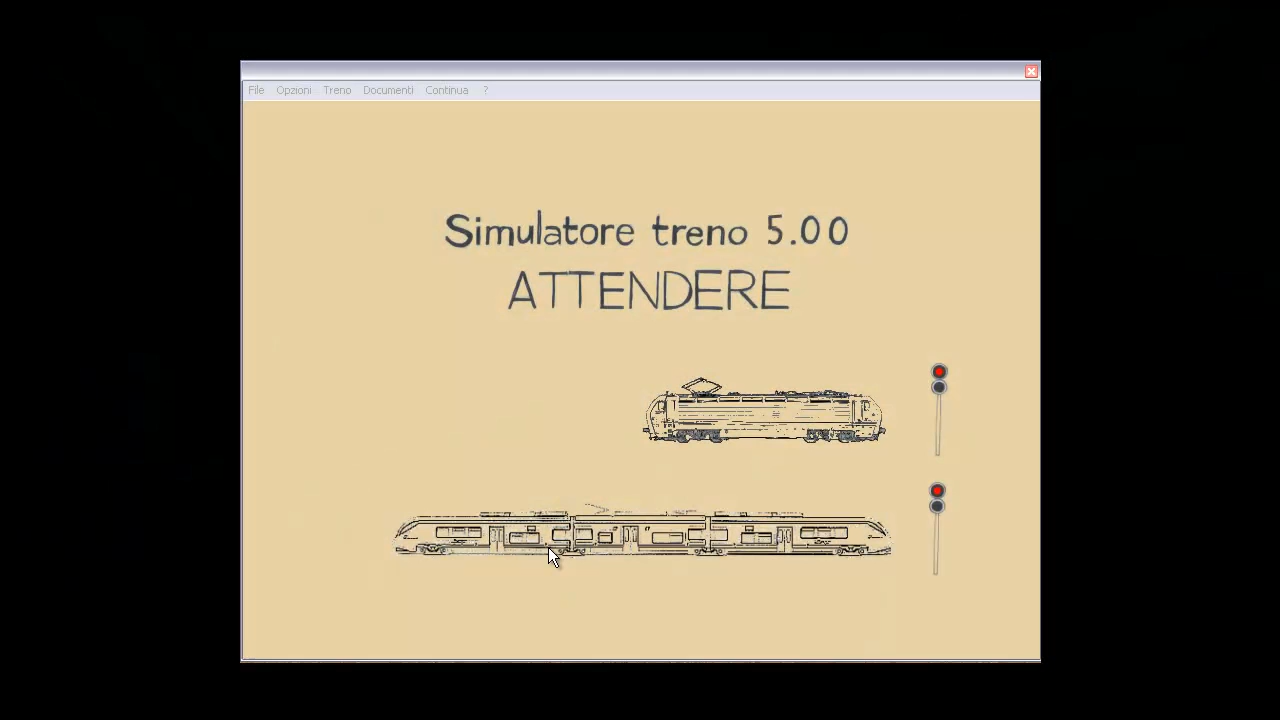 File Opzioni Treno Documenti Continua ?
Simulatore treno 5.00
ATTENDERE